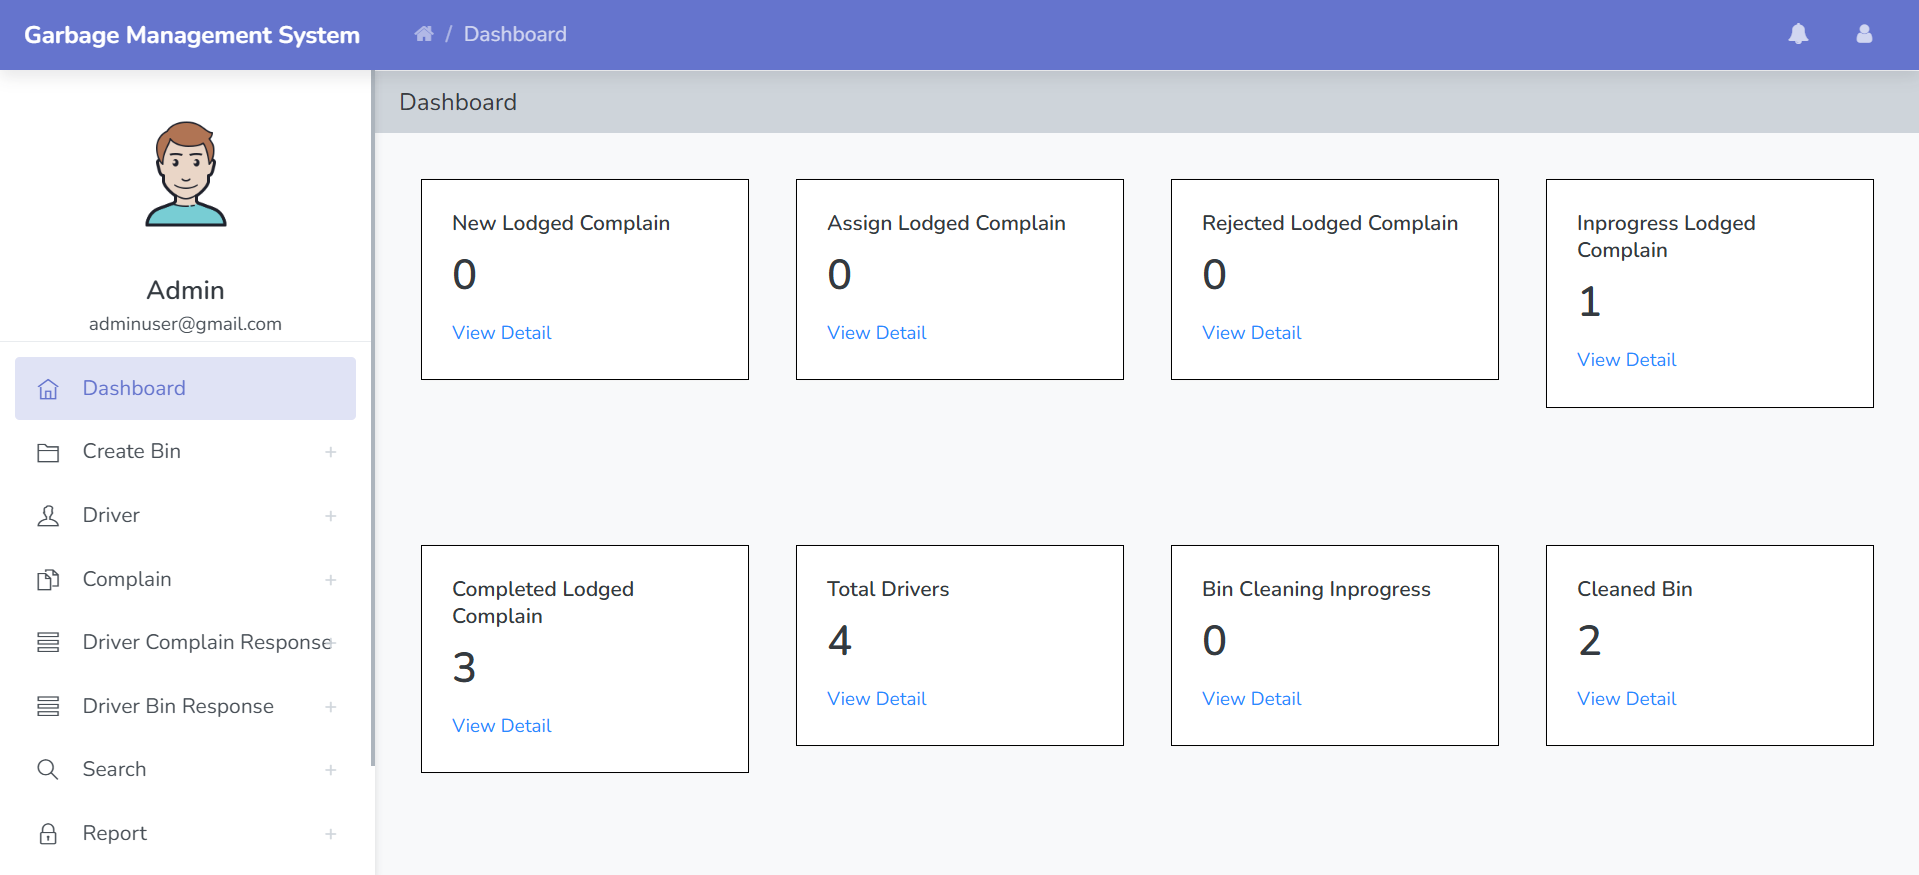 Garbage Management System
/ Dashboard
Admin
adminuser@gmail.com
Dashboard
Create Bin +
Driver +
Complain +
Driver Complain Response +
Driver Bin Response +
Search +
Report +
Dashboard
New Lodged Complain
0
View Detail
Assign Lodged Complain
0
View Detail
Rejected Lodged Complain
0
View Detail
Inprogress Lodged
Complain
1
View Detail
Completed Lodged
Complain
3
View Detail
Total Drivers
4
View Detail
Bin Cleaning Inprogress
0
View Detail
Cleaned Bin
2
View Detail